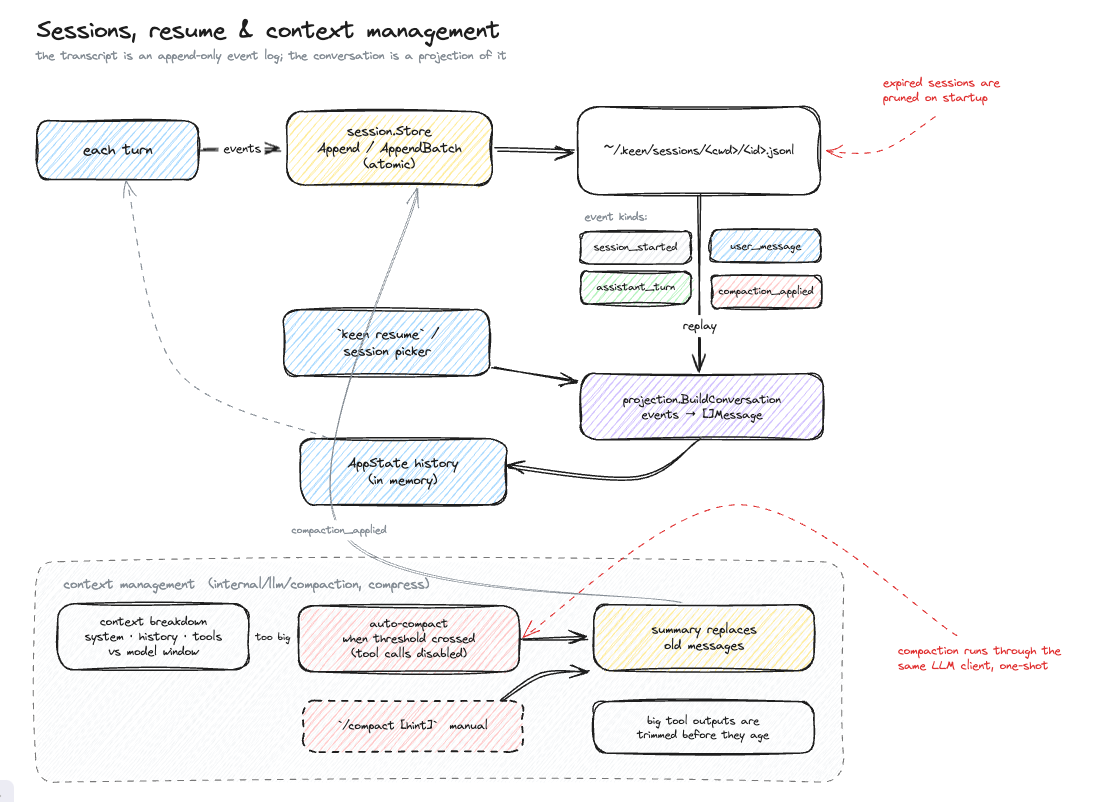 Sessions, resume & context management
the transcript is an append-only event log; the conversation is a projection of it
expired sessions are
pruned on startup
each turn
events
session.Store
Append / AppendBatch
(atomic)
~/.keen/sessions/<cwd>/<id>.jsonl
event kinds:
session_started
user_message
assistant_turn
compaction_applied
replay
`keen resume` /
session picker
projection.BuildConversation
events → []Message
AppState history
(in memory)
compaction_applied
context management (internal/llm/compaction, compress)
context breakdown
system · history · tools
vs model window
too big
auto-compact
when threshold crossed
(tool calls disabled)
summary replaces
old messages
compaction runs through the
same LLM client, one-shot
`/compact [hint]` manual
big tool outputs are
trimmed before they age